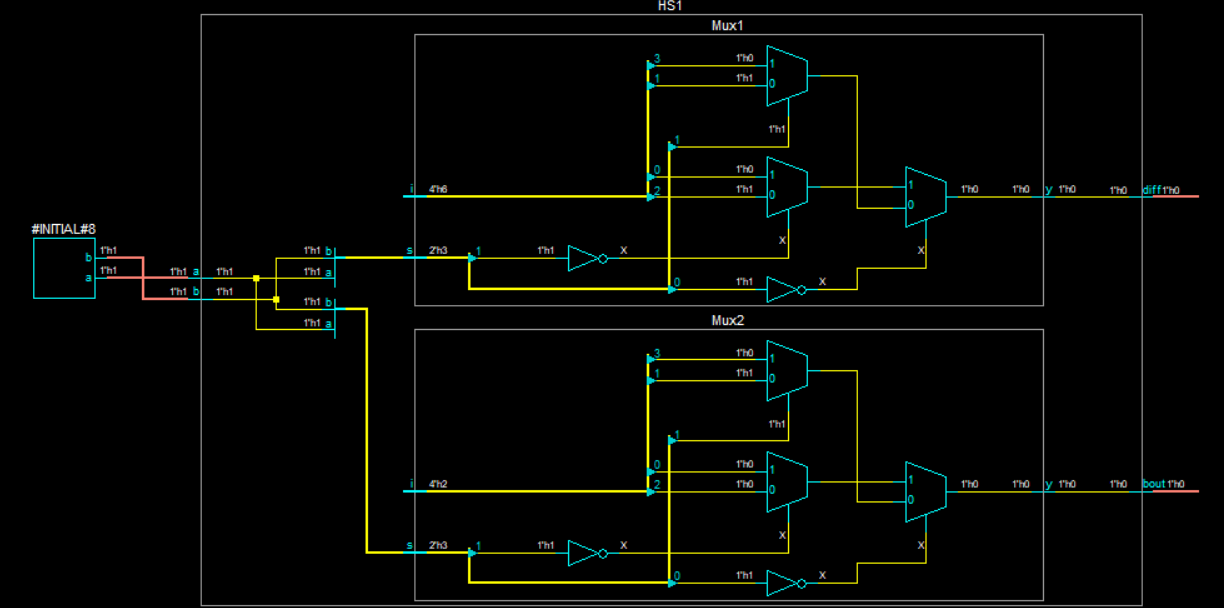 HS1
Mux1
3 1'h0 1
1 1'h1 0
1'h1
1
0 1'h0 1
1
i 4'h6 2 1'h1 0
0
1'h0 1'h0 y 1'h0 1'h0 diff 1'h0
#INITIAL#8
X
X
b 1'h1
1'h1 b s 2'h3 1 1'h1 X
a 1'h1 1'h1 a 1'h1 1'h1 a
0 1'h1 X
1'h1 b 1'h1
1'h1 b
1'h1 a
Mux2
3 1'h0 1
1 1'h1 0
1'h1
1
0 1'h0 1
1
i 4'h2 2 1'h0 0
0
1'h0 1'h0 y 1'h0 1'h0 bout 1'h0
X
X
s 2'h3 1 1'h1 X
0 1'h1 X